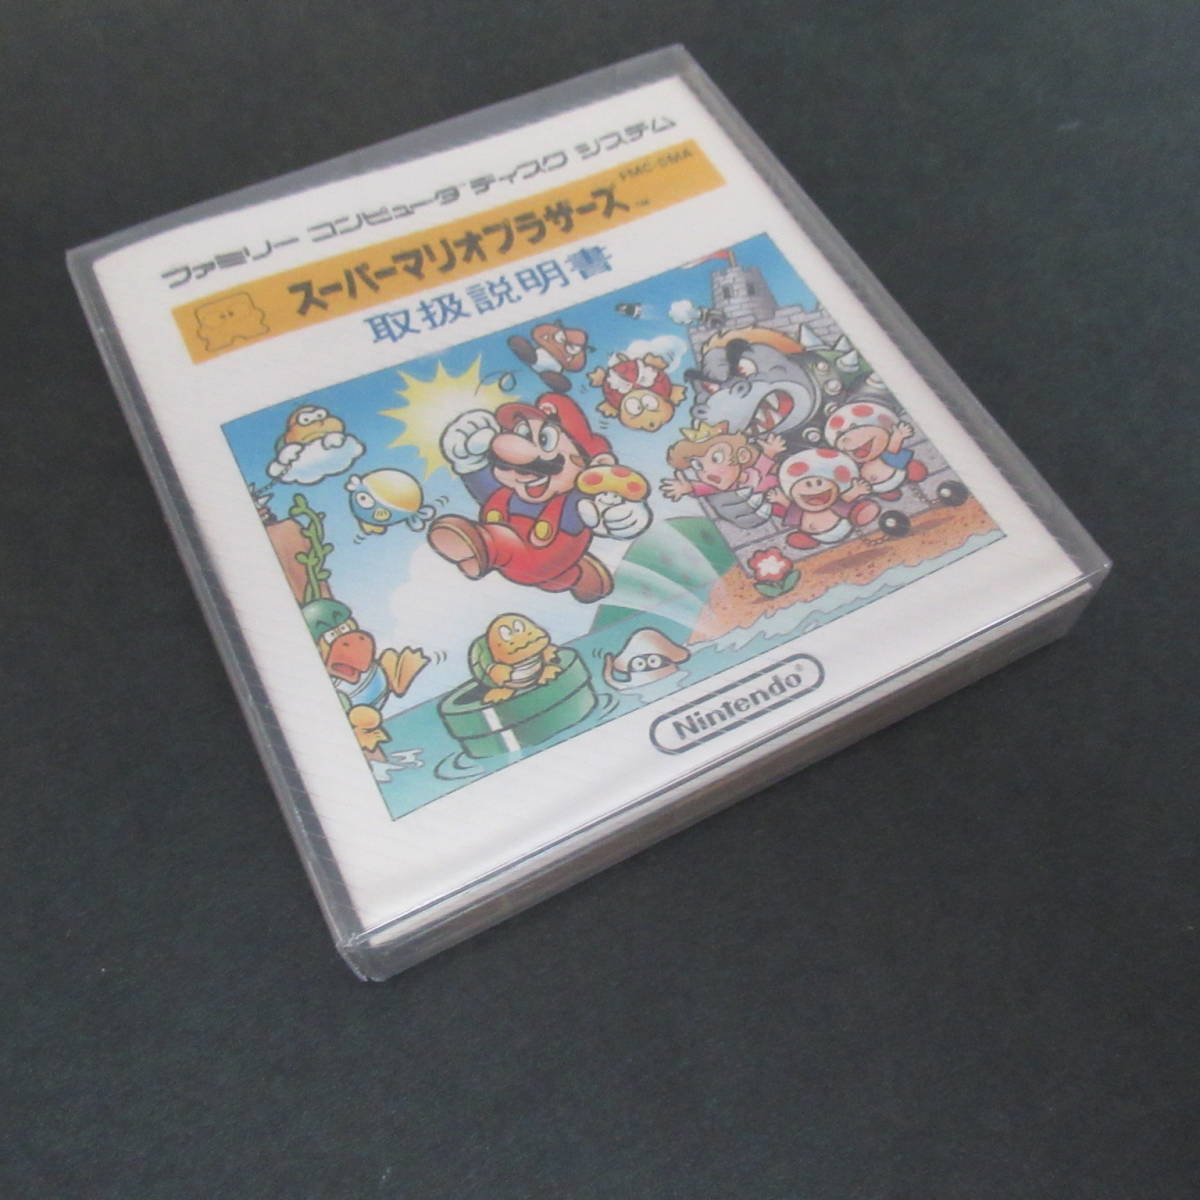 ファミリー コンピュータ ディスク システム
FMC-SMA
スーパーマリオブラザーズ™
取扱説明書
Nintendo®